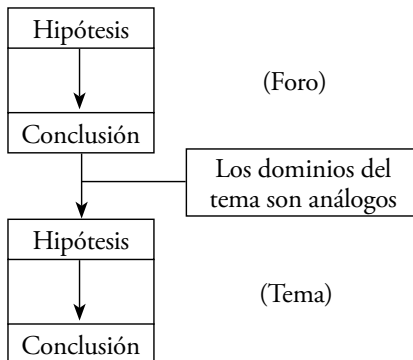 Hipótesis
(Foro)
Conclusión
Los dominios del
tema son análogos
Hipótesis
(Tema)
Conclusión